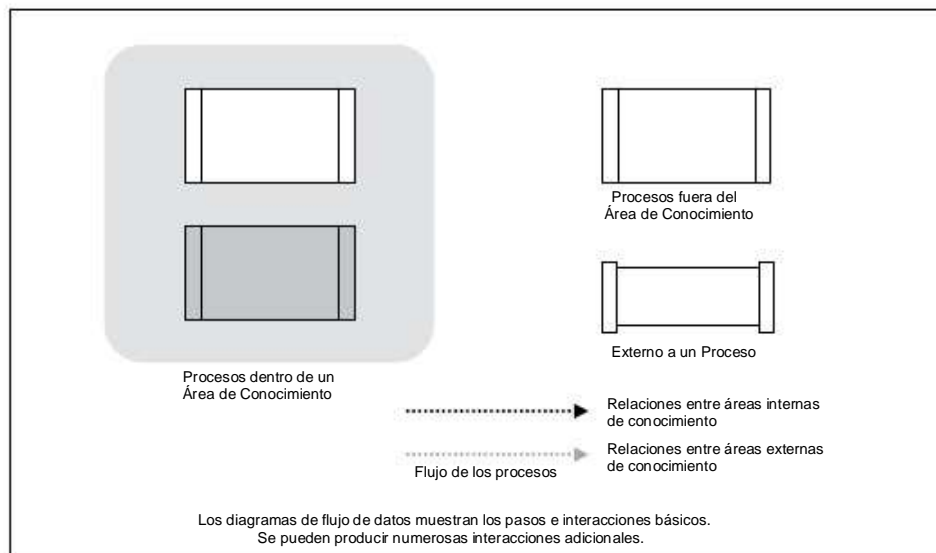 Procesos fuera del
Área de Conocimiento
Externo a un Proceso
Procesos dentro de un
Área de Conocimiento
Relaciones entre áreas internas
de conocimiento
Relaciones entre áreas externas
de conocimiento
Flujo de los procesos
Los diagramas de flujo de datos muestran los pasos e interacciones básicos.
Se pueden producir numerosas interacciones adicionales.